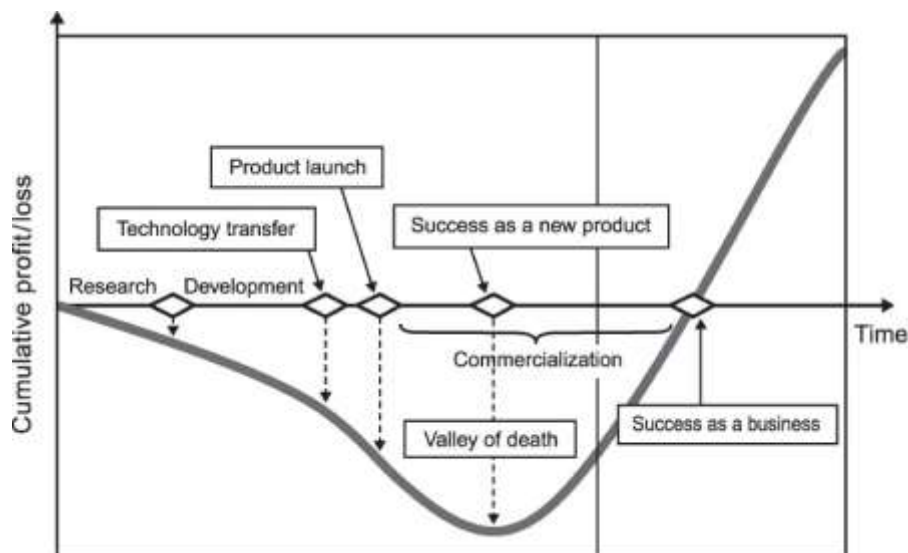 Product launch
Technology transfer
Success as a new product
Research
Development
Time
Commercialization
Cumulative profit/loss
Valley of death
Success as a business